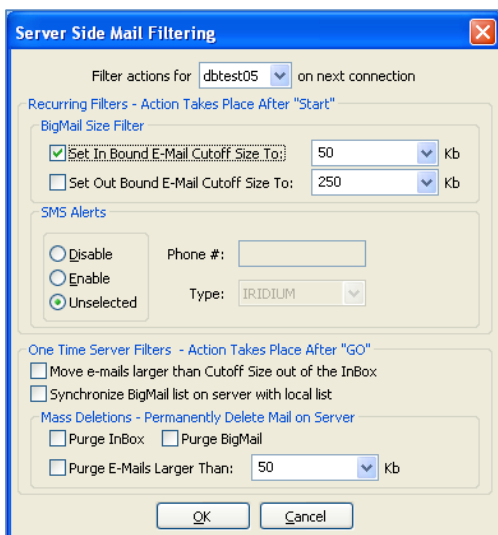 Server Side Mail Filtering
Filter actions for dbtest05 on next connection
Recurring Filters - Action Takes Place After "Start"
BigMail Size Filter
Set In Bound E-Mail Cutoff Size To: 50 Kb
Set Out Bound E-Mail Cutoff Size To: 250 Kb
SMS Alerts
Disable Phone #:
Enable
Type: IRIDIUM
Unselected
One Time Server Filters - Action Takes Place After "GO"
Move e-mails larger than Cutoff Size out of the InBox
Synchronize BigMail list on server with local list
Mass Deletions - Permanently Delete Mail on Server
Purge InBox Purge BigMail
Purge E-Mails Larger Than: 50 Kb
OK Cancel